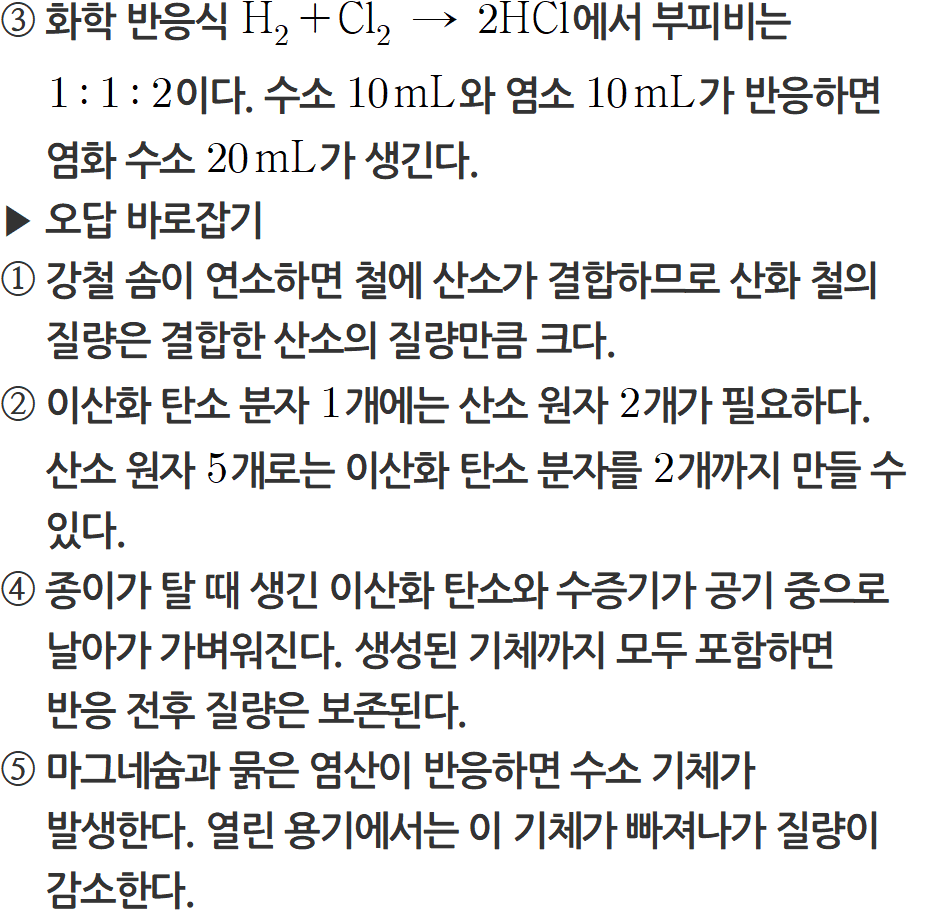 ③ 화학 반응식 H₂+Cl₂ → 2HCl에서 부피비는
1 : 1 : 2이다. 수소 10 mL와 염소 10 mL가 반응하면
염화 수소 20 mL가 생긴다.
▶ 오답 바로잡기
① 강철 솜이 연소하면 철에 산소가 결합하므로 산화 철의
질량은 결합한 산소의 질량만큼 크다.
② 이산화 탄소 분자 1개에는 산소 원자 2개가 필요하다.
산소 원자 5개로는 이산화 탄소 분자를 2개까지 만들 수
있다.
④ 종이가 탈 때 생긴 이산화 탄소와 수증기가 공기 중으로
날아가 가벼워진다. 생성된 기체까지 모두 포함하면
반응 전후 질량은 보존된다.
⑤ 마그네슘과 묽은 염산이 반응하면 수소 기체가
발생한다. 열린 용기에서는 이 기체가 빠져나가 질량이
감소한다.